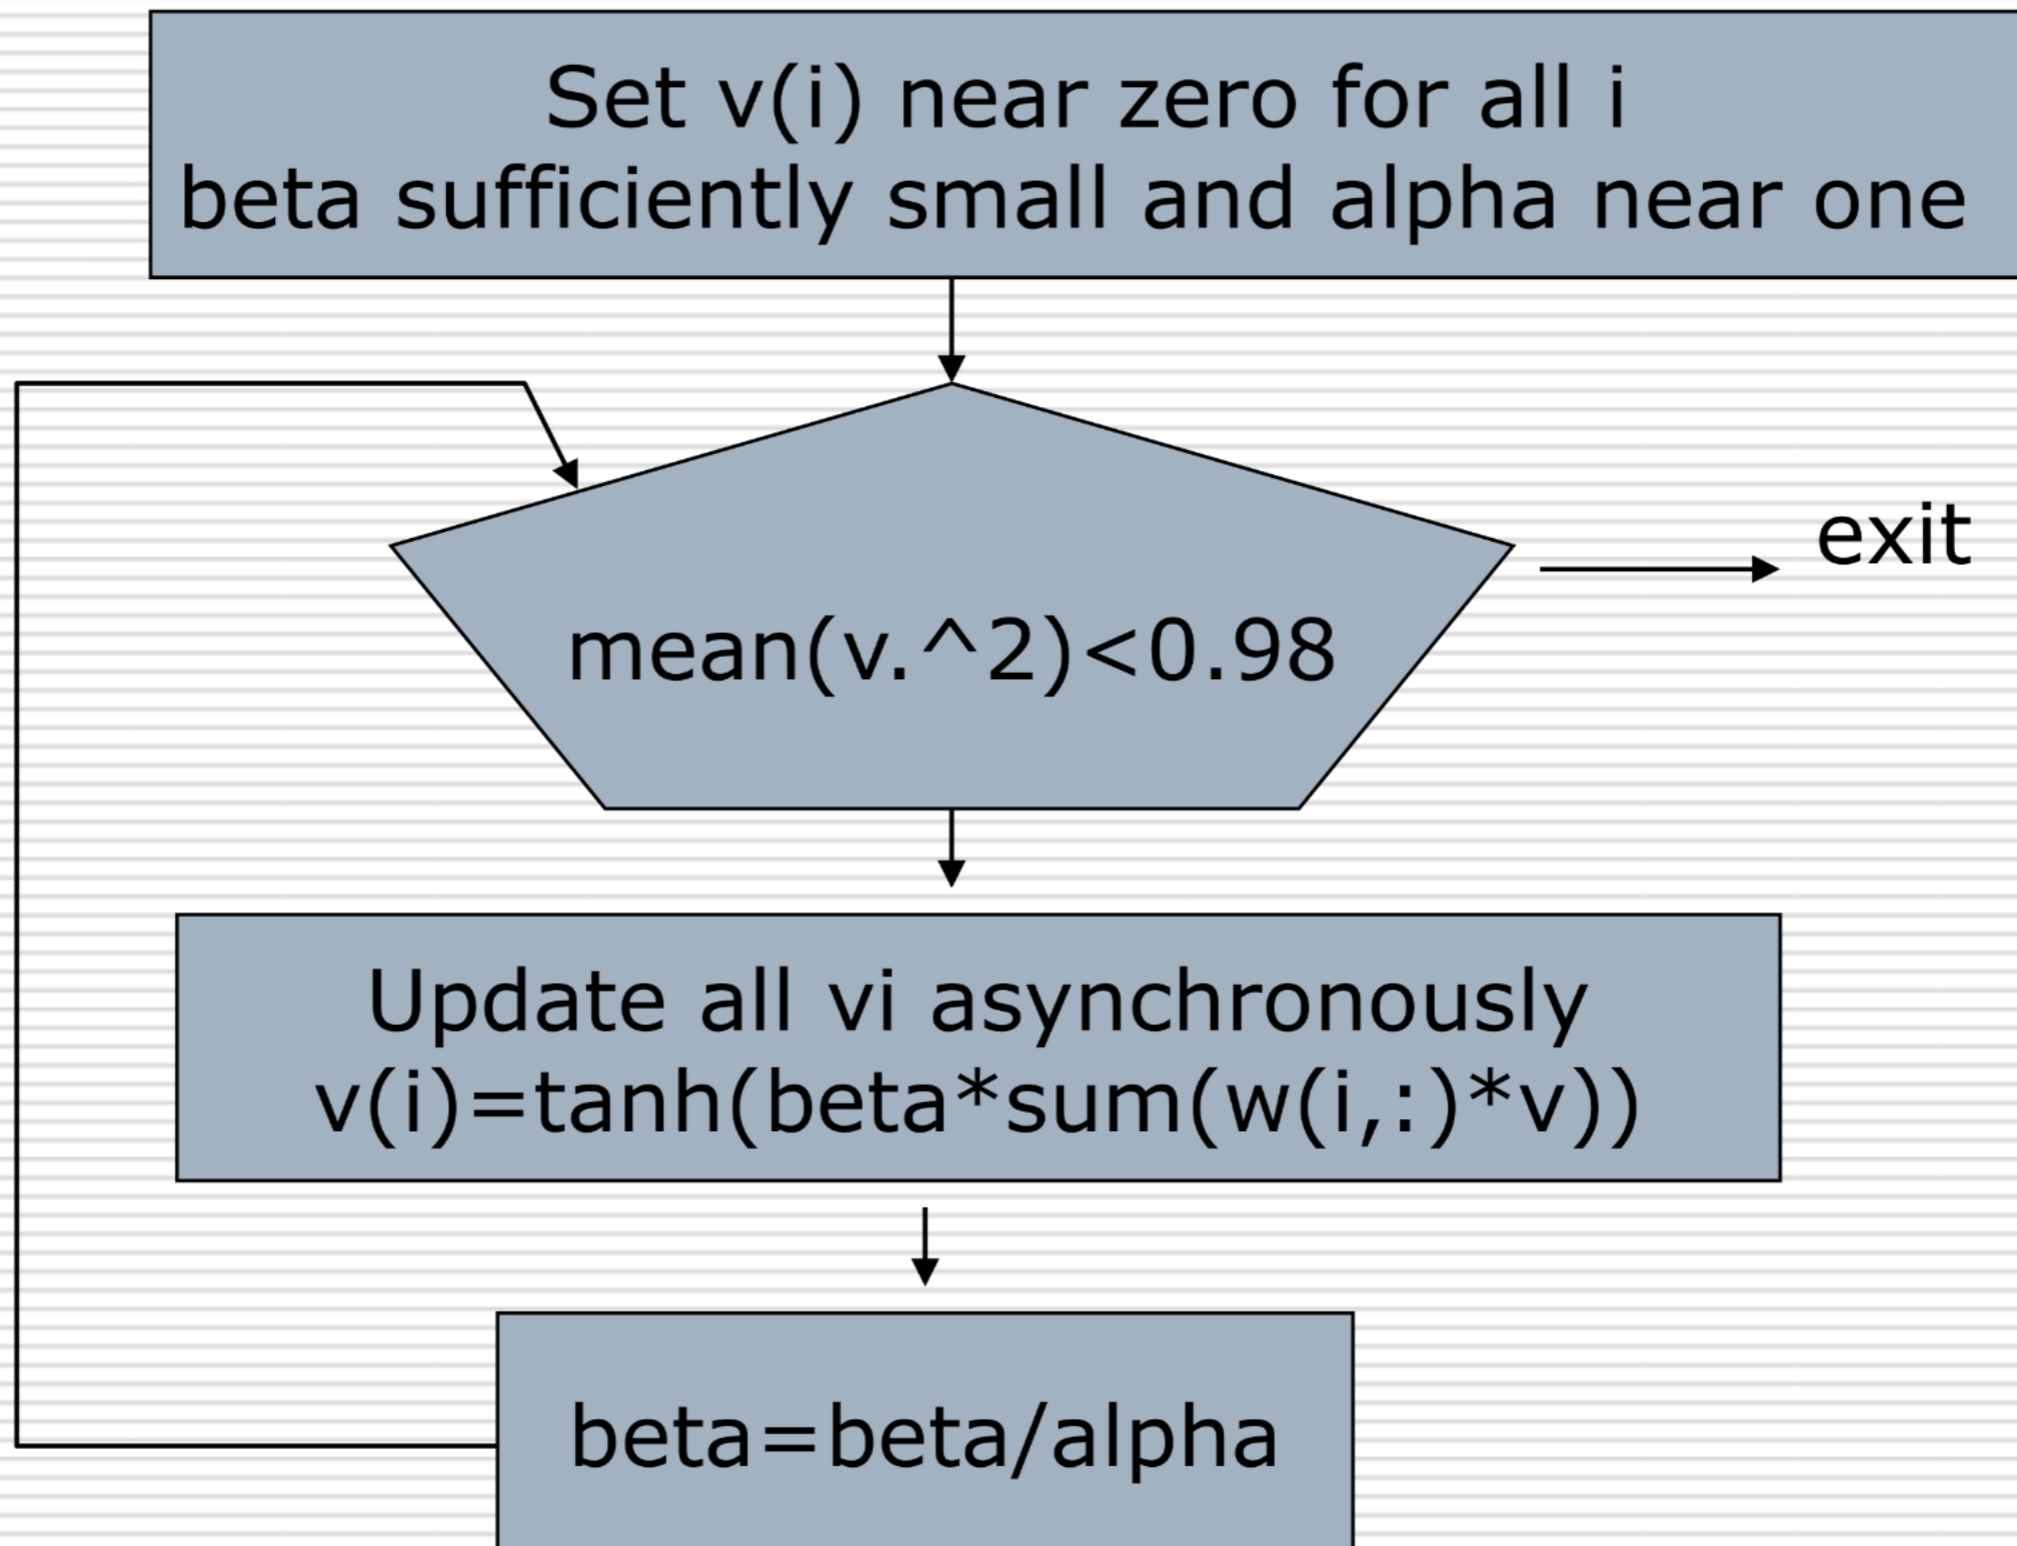 Set v(i) near zero for all i
beta sufficiently small and alpha near one
exit
mean(v.^2)<0.98
Update all vi asynchronously
v(i)=tanh(beta*sum(w(i,:)*v))
beta=beta/alpha